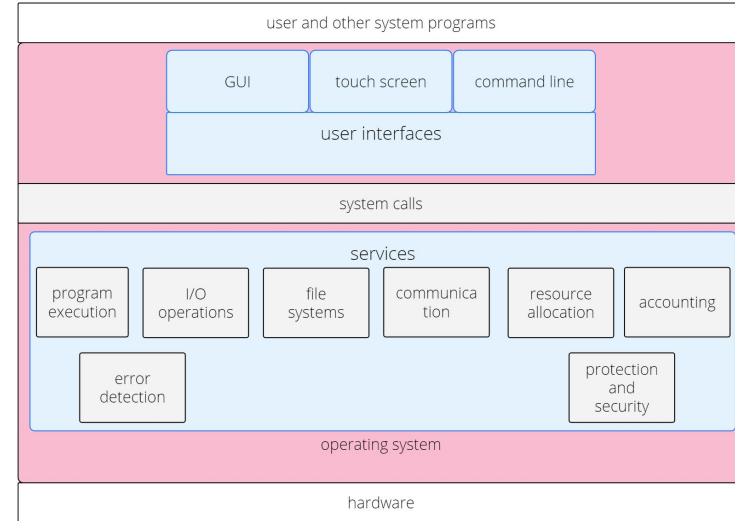 user and other system programs
GUI
touch screen
command line
user interfaces
system calls
services
program
execution
I/O
operations
file
systems
communica
tion
resource
allocation
accounting
error
detection
protection
and
security
operating system
hardware